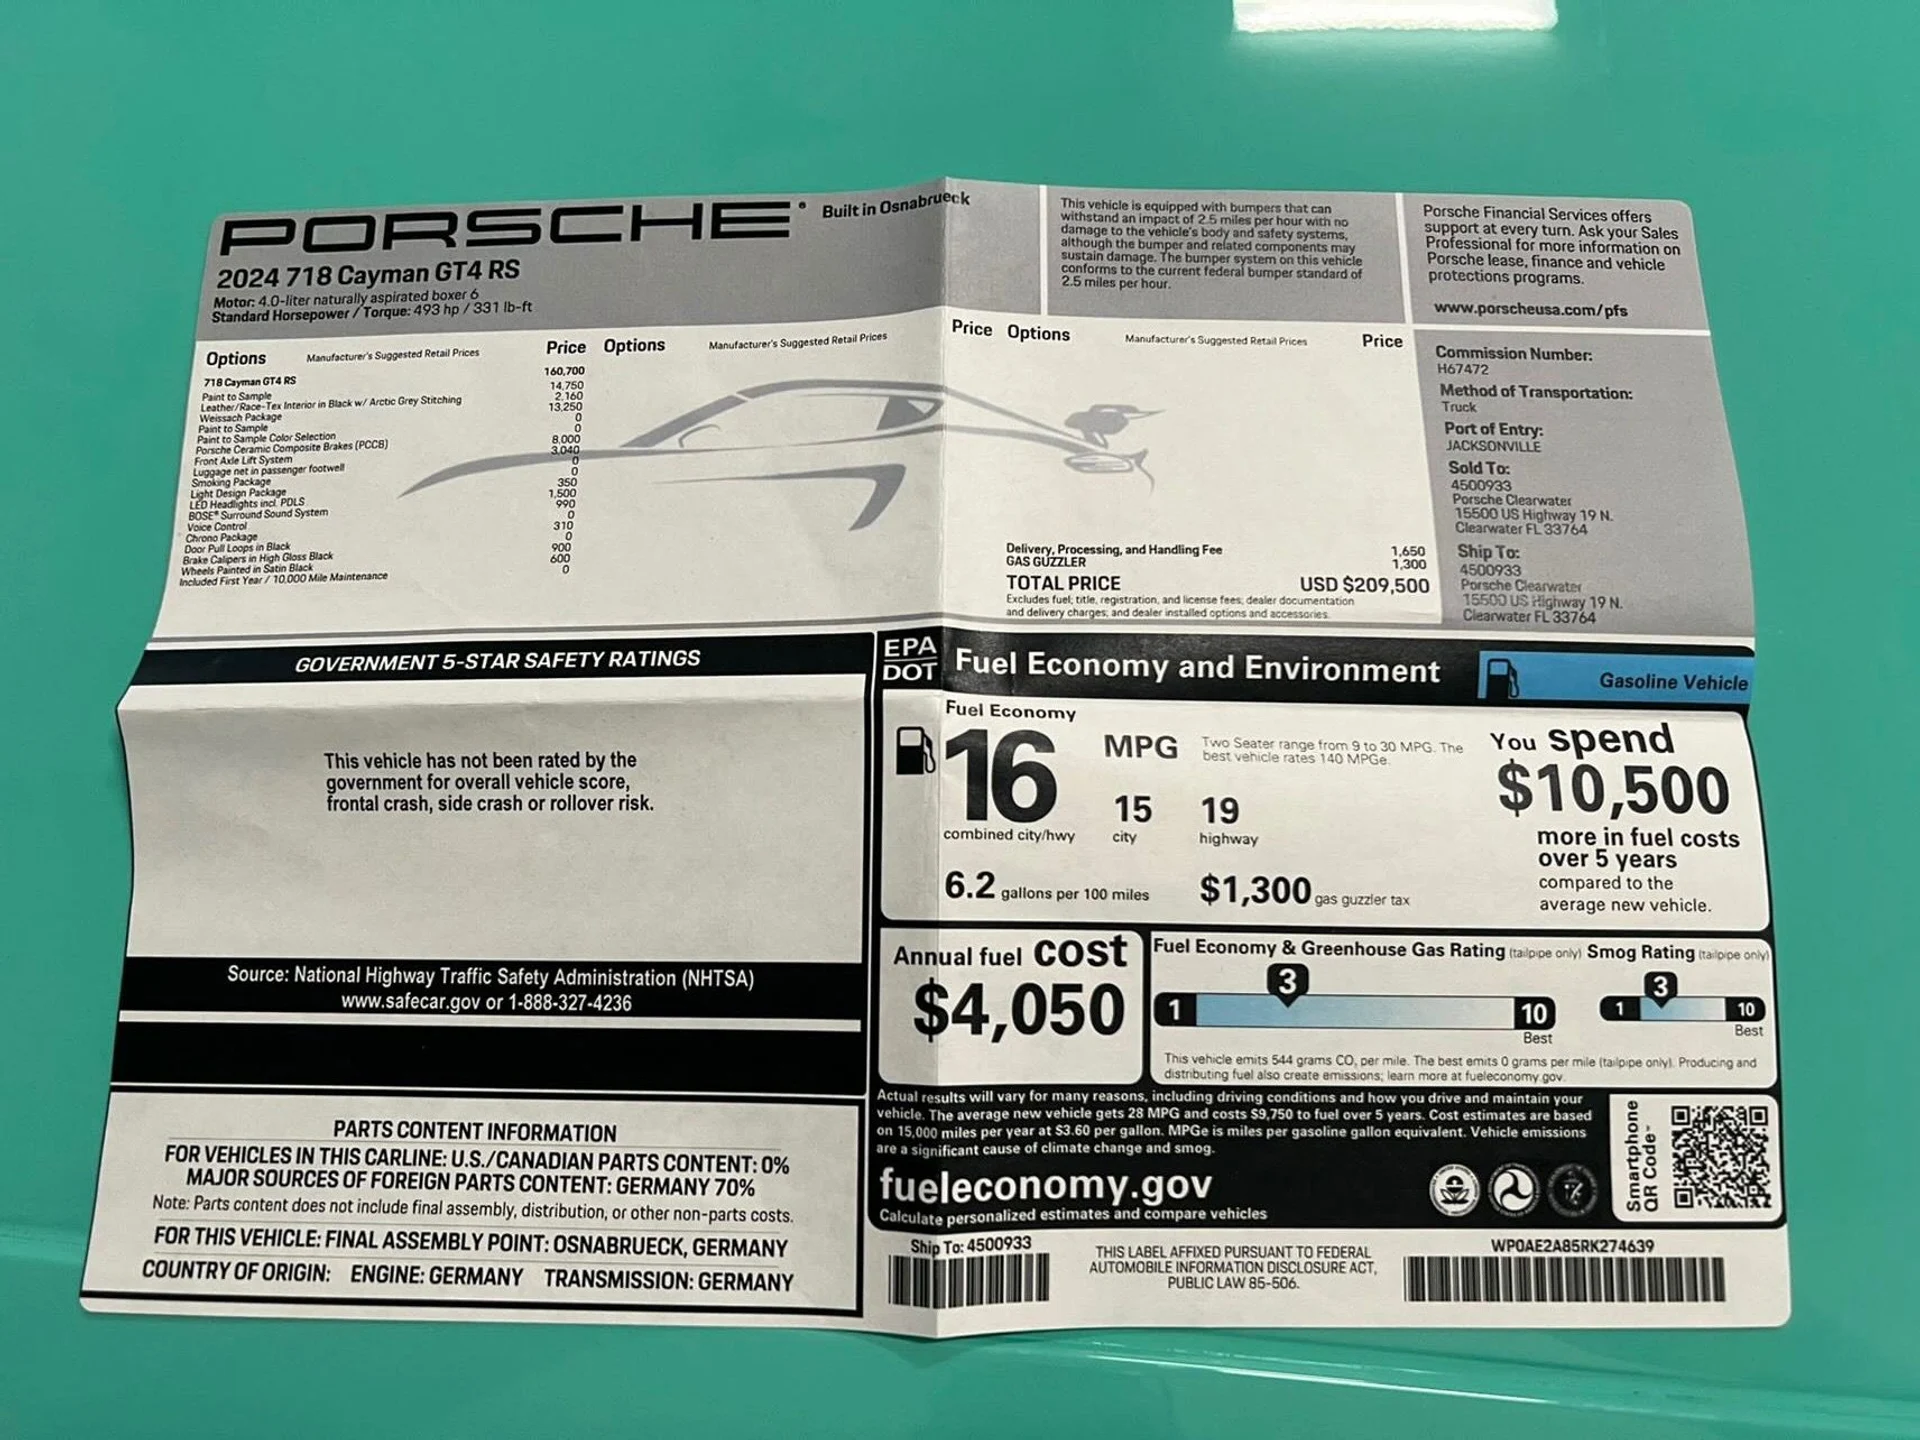 PORSCHE
Built in Osnabrueck
2024 718 Cayman GT4 RS
Motor: 4.0-liter naturally aspirated boxer 6
Standard Horsepower / Torque: 493 hp / 331 lb-ft
This vehicle is equipped with bumpers that can
withstand an impact of 2.5 miles per hour with no
damage to the vehicle's body and safety systems,
although the bumper and related components may
sustain damage. The bumper system on this vehicle
conforms to the current federal bumper standard of
2.5 miles per hour.
Porsche Financial Services offers
support at every turn. Ask your Sales
Professional for more information on
Porsche lease, finance and vehicle
protections programs.
www.porscheusa.com/pfs
Options Manufacturer's Suggested Retail Prices Price
718 Cayman GT4 RS 160,700
Paint to Sample 14,750
Leather/Race-Tex Interior in Black w/ Arctic Grey Stitching 2,160
Weissach Package 13,250
Paint to Sample 0
Paint to Sample Color Selection 0
Porsche Ceramic Composite Brakes (PCCB) 8,000
Front Axle Lift System 3,040
Luggage net in passenger footwell 0
Smoking Package 0
Light Design Package 350
LED Headlights incl. PDLS 1,500
BOSE® Surround Sound System 990
Voice Control 0
Chrono Package 310
Door Pull Loops in Black 0
Brake Calipers in High Gloss Black 900
Wheels Painted in Satin Black 600
Included First Year / 10,000 Mile Maintenance 0
Options Manufacturer's Suggested Retail Prices Price
Options Manufacturer's Suggested Retail Prices Price
Delivery, Processing, and Handling Fee 1,650
GAS GUZZLER 1,300
TOTAL PRICE USD $209,500
Excludes fuel; title, registration, and license fees; dealer documentation
and delivery charges; and dealer installed options and accessories.
Commission Number:
H67472
Method of Transportation:
Truck
Port of Entry:
JACKSONVILLE
Sold To:
4500933
Porsche Clearwater
15500 US Highway 19 N.
Clearwater FL 33764
Ship To:
4500933
Porsche Clearwater
15500 US Highway 19 N.
Clearwater FL 33764
GOVERNMENT 5-STAR SAFETY RATINGS
This vehicle has not been rated by the
government for overall vehicle score,
frontal crash, side crash or rollover risk.
Source: National Highway Traffic Safety Administration (NHTSA)
www.safecar.gov or 1-888-327-4236
PARTS CONTENT INFORMATION
FOR VEHICLES IN THIS CARLINE: U.S./CANADIAN PARTS CONTENT: 0%
MAJOR SOURCES OF FOREIGN PARTS CONTENT: GERMANY 70%
Note: Parts content does not include final assembly, distribution, or other non-parts costs.
FOR THIS VEHICLE: FINAL ASSEMBLY POINT: OSNABRUECK, GERMANY
COUNTRY OF ORIGIN: ENGINE: GERMANY TRANSMISSION: GERMANY
EPA
DOT
Fuel Economy and Environment
Gasoline Vehicle
Fuel Economy
16 MPG
combined city/hwy
15
city
19
highway
Two Seater range from 9 to 30 MPG. The
best vehicle rates 140 MPGe.
6.2 gallons per 100 miles
$1,300 gas guzzler tax
You spend
$10,500
more in fuel costs
over 5 years
compared to the
average new vehicle.
Annual fuel cost
$4,050
Fuel Economy & Greenhouse Gas Rating (tailpipe only)
3
1
10
Best
Smog Rating (tailpipe only)
3
1
10
Best
This vehicle emits 544 grams CO2 per mile. The best emits 0 grams per mile (tailpipe only). Producing and
distributing fuel also create emissions; learn more at fueleconomy.gov.
Actual results will vary for many reasons, including driving conditions and how you drive and maintain your
vehicle. The average new vehicle gets 28 MPG and costs $9,750 to fuel over 5 years. Cost estimates are based
on 15,000 miles per year at $3.60 per gallon. MPGe is miles per gasoline gallon equivalent. Vehicle emissions
are a significant cause of climate change and smog.
fueleconomy.gov
Calculate personalized estimates and compare vehicles
Smartphone
QR Code™
Ship To: 4500933
THIS LABEL AFFIXED PURSUANT TO FEDERAL
AUTOMOBILE INFORMATION DISCLOSURE ACT,
PUBLIC LAW 85-506.
WP0AE2A85RK274639